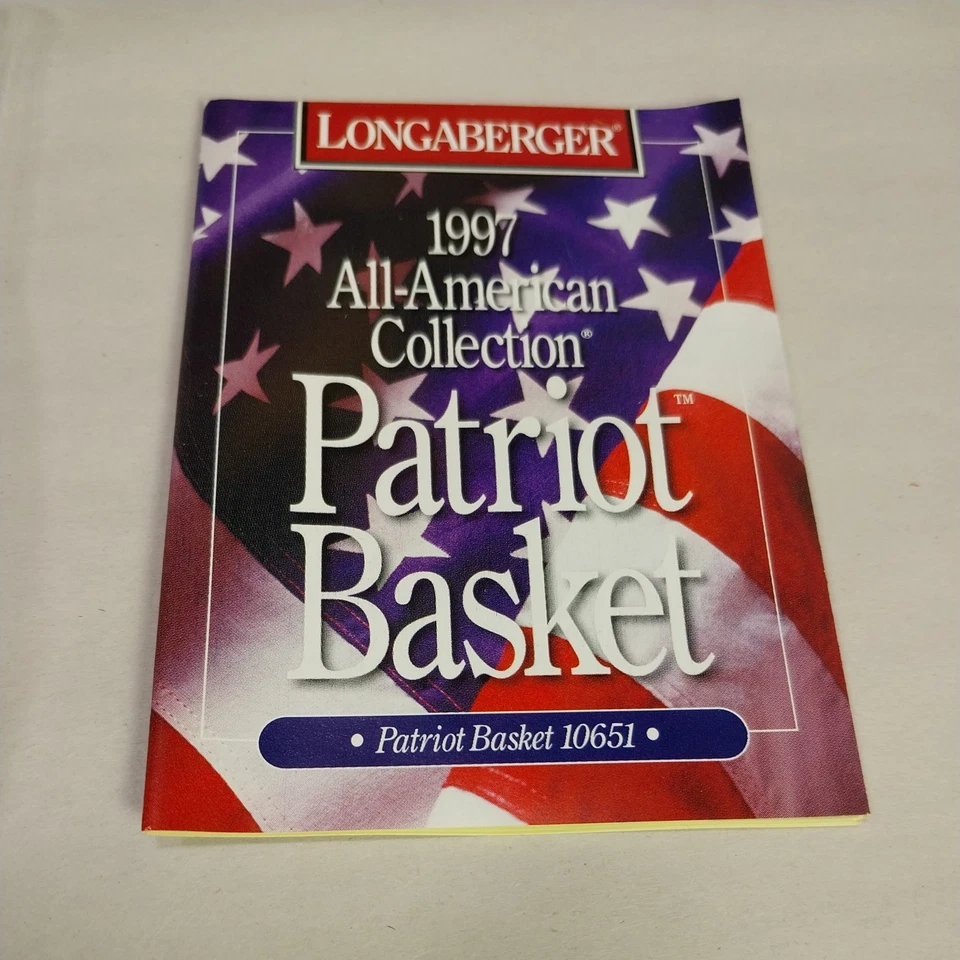 LONGABERGER®
1997
All-American
Collection®
Patriot™
Basket
• Patriot Basket 10651 •